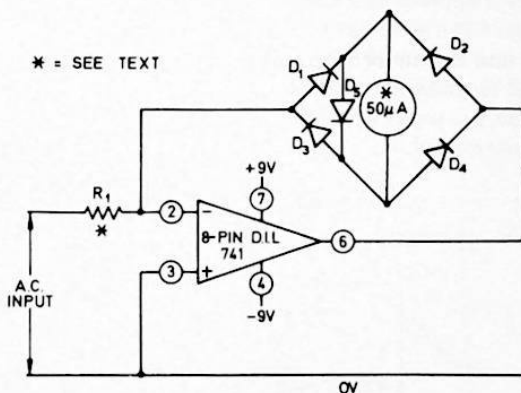 * = SEE TEXT
D1
D2
D5
*
50µA
D3
D4
R1
*
2
-
+9V
7
8-PIN D.I.L
741
6
3
+
4
-9V
A.C.
INPUT
0V